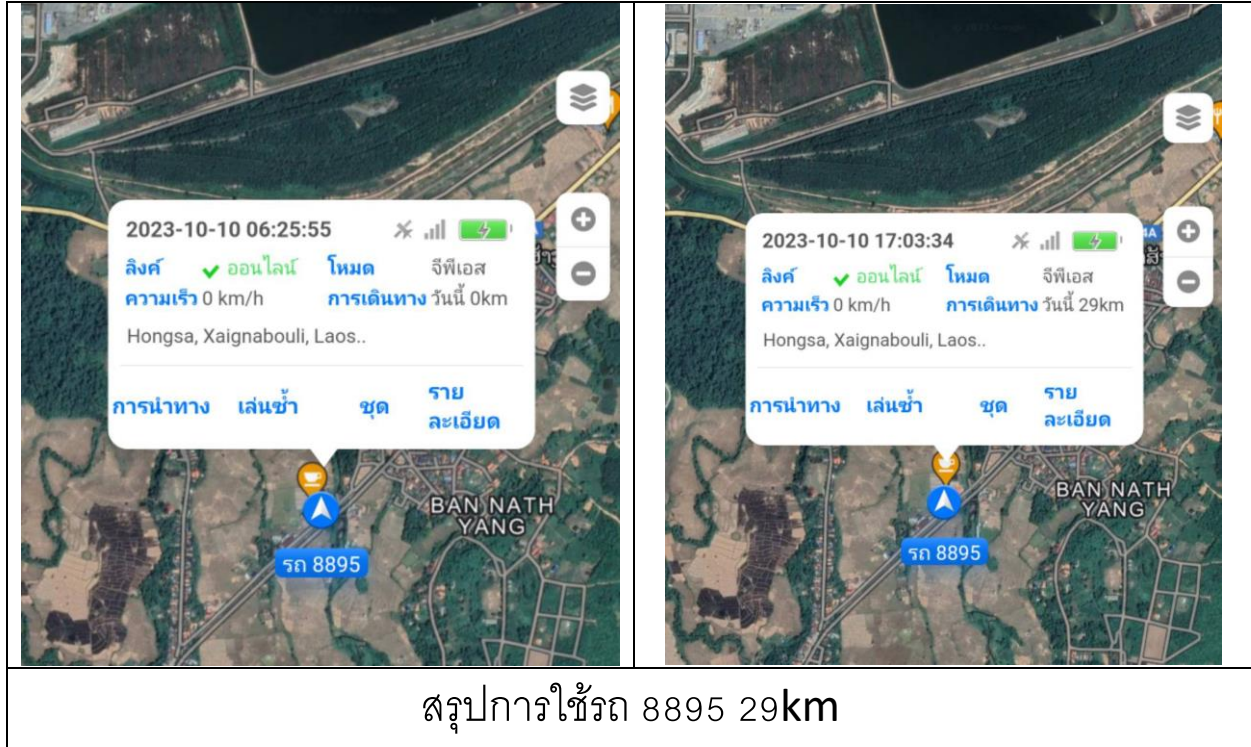 2023-10-10 06:25:55
ลิงค์ ออนไลน์ โหมด จีพีเอส
ความเร็ว 0 km/h การเดินทาง วันนี้ 0km
Hongsa, Xaignabouli, Laos..
การนำทาง เล่นซ้ำ ชุด ราย
ละเอียด
BAN NATH
YANG
รถ 8895
2023-10-10 17:03:34
4A
ลิงค์ ออนไลน์ โหมด จีพีเอส
ความเร็ว 0 km/h การเดินทาง วันนี้ 29km
Hongsa, Xaignabouli, Laos..
การนำทาง เล่นซ้ำ ชุด ราย
ละเอียด
BAN NATH
YANG
รถ 8895
สรุปการใช้รถ 8895 29km